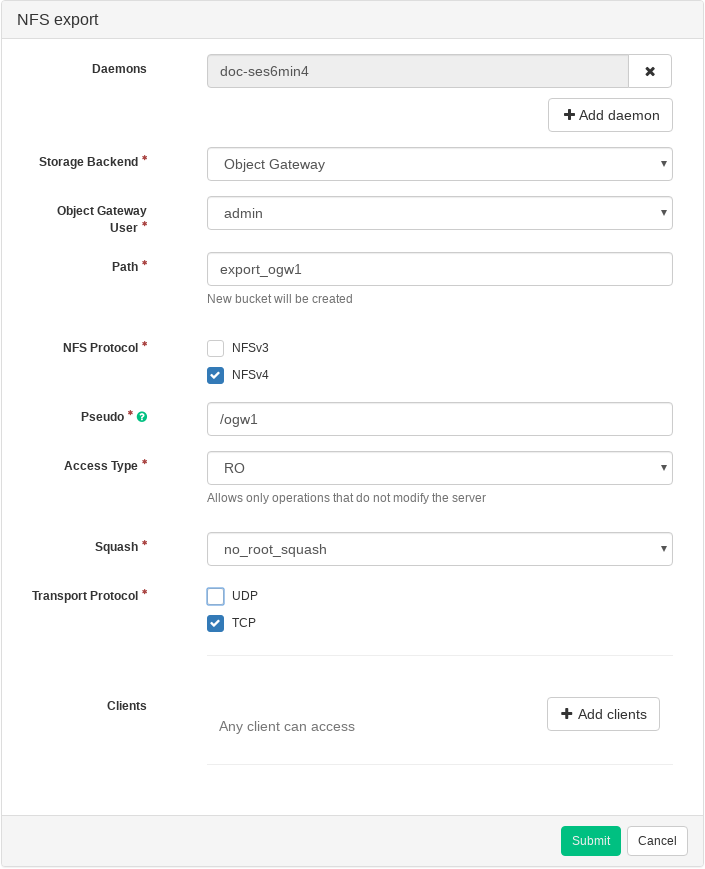 NFS export
Daemons
doc-ses6min4
Add daemon
Storage Backend *
Object Gateway
Object Gateway
User *
admin
Path *
export_ogw1
New bucket will be created
NFS Protocol *
NFSv3
NFSv4
Pseudo * ?
/ogw1
Access Type *
RO
Allows only operations that do not modify the server
Squash *
no_root_squash
Transport Protocol *
UDP
TCP
Clients
Any client can access
Add clients
Submit
Cancel